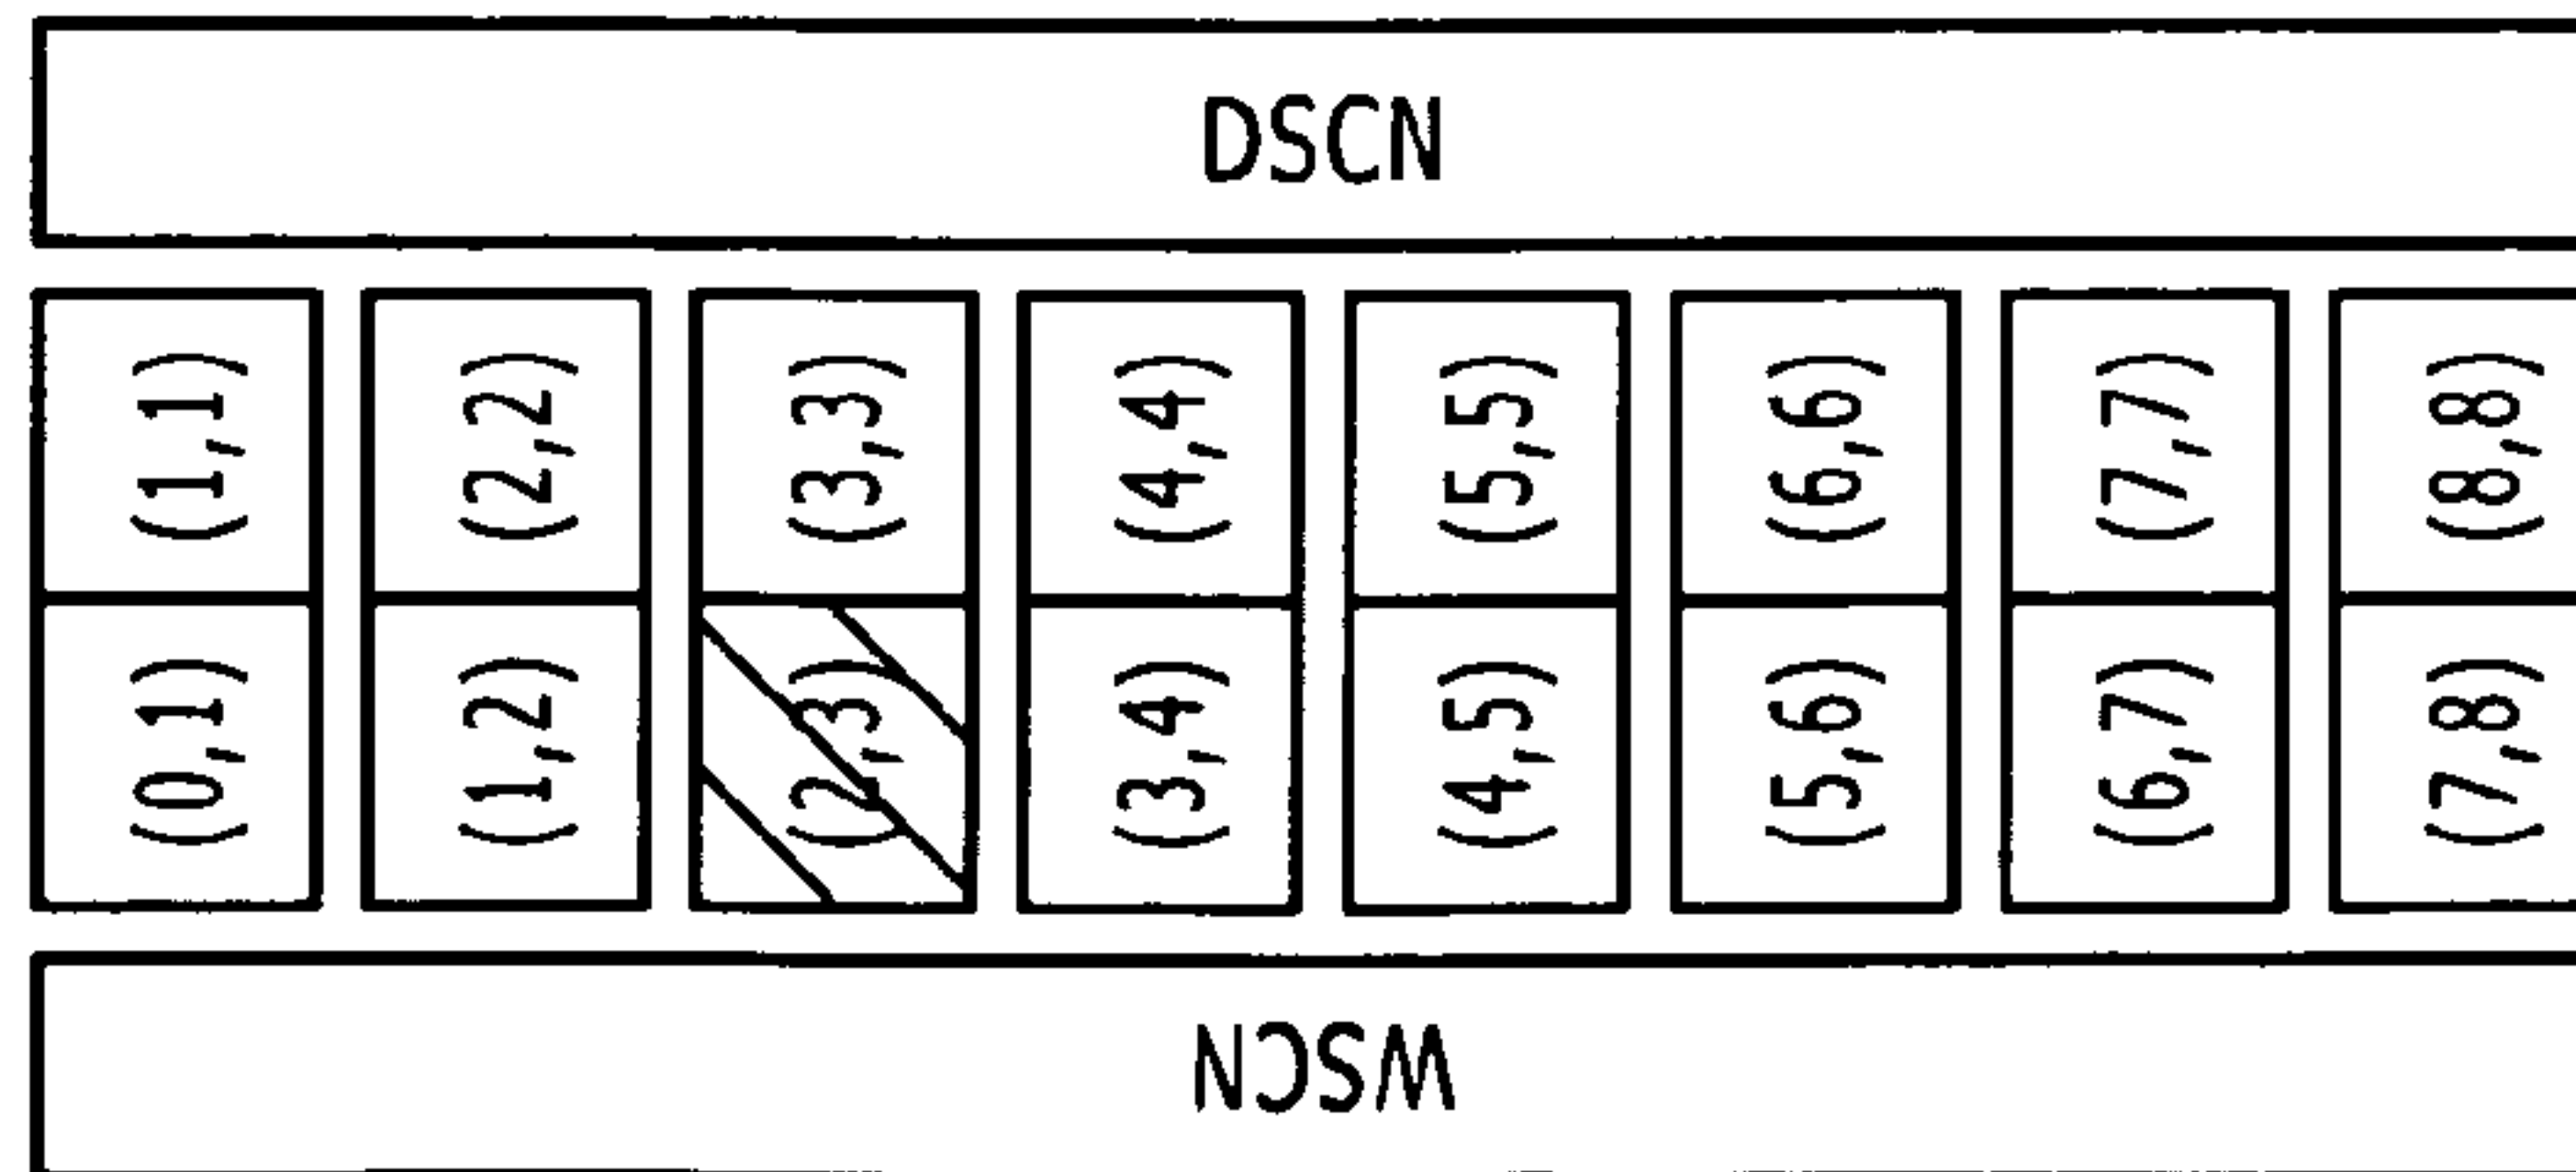 DSCN
(1,1) (2,2) (3,3) (4,4) (5,5) (6,6) (7,7) (8,8)
(0,1) (1,2) (2,3) (3,4) (4,5) (5,6) (6,7) (7,8)
WSCN